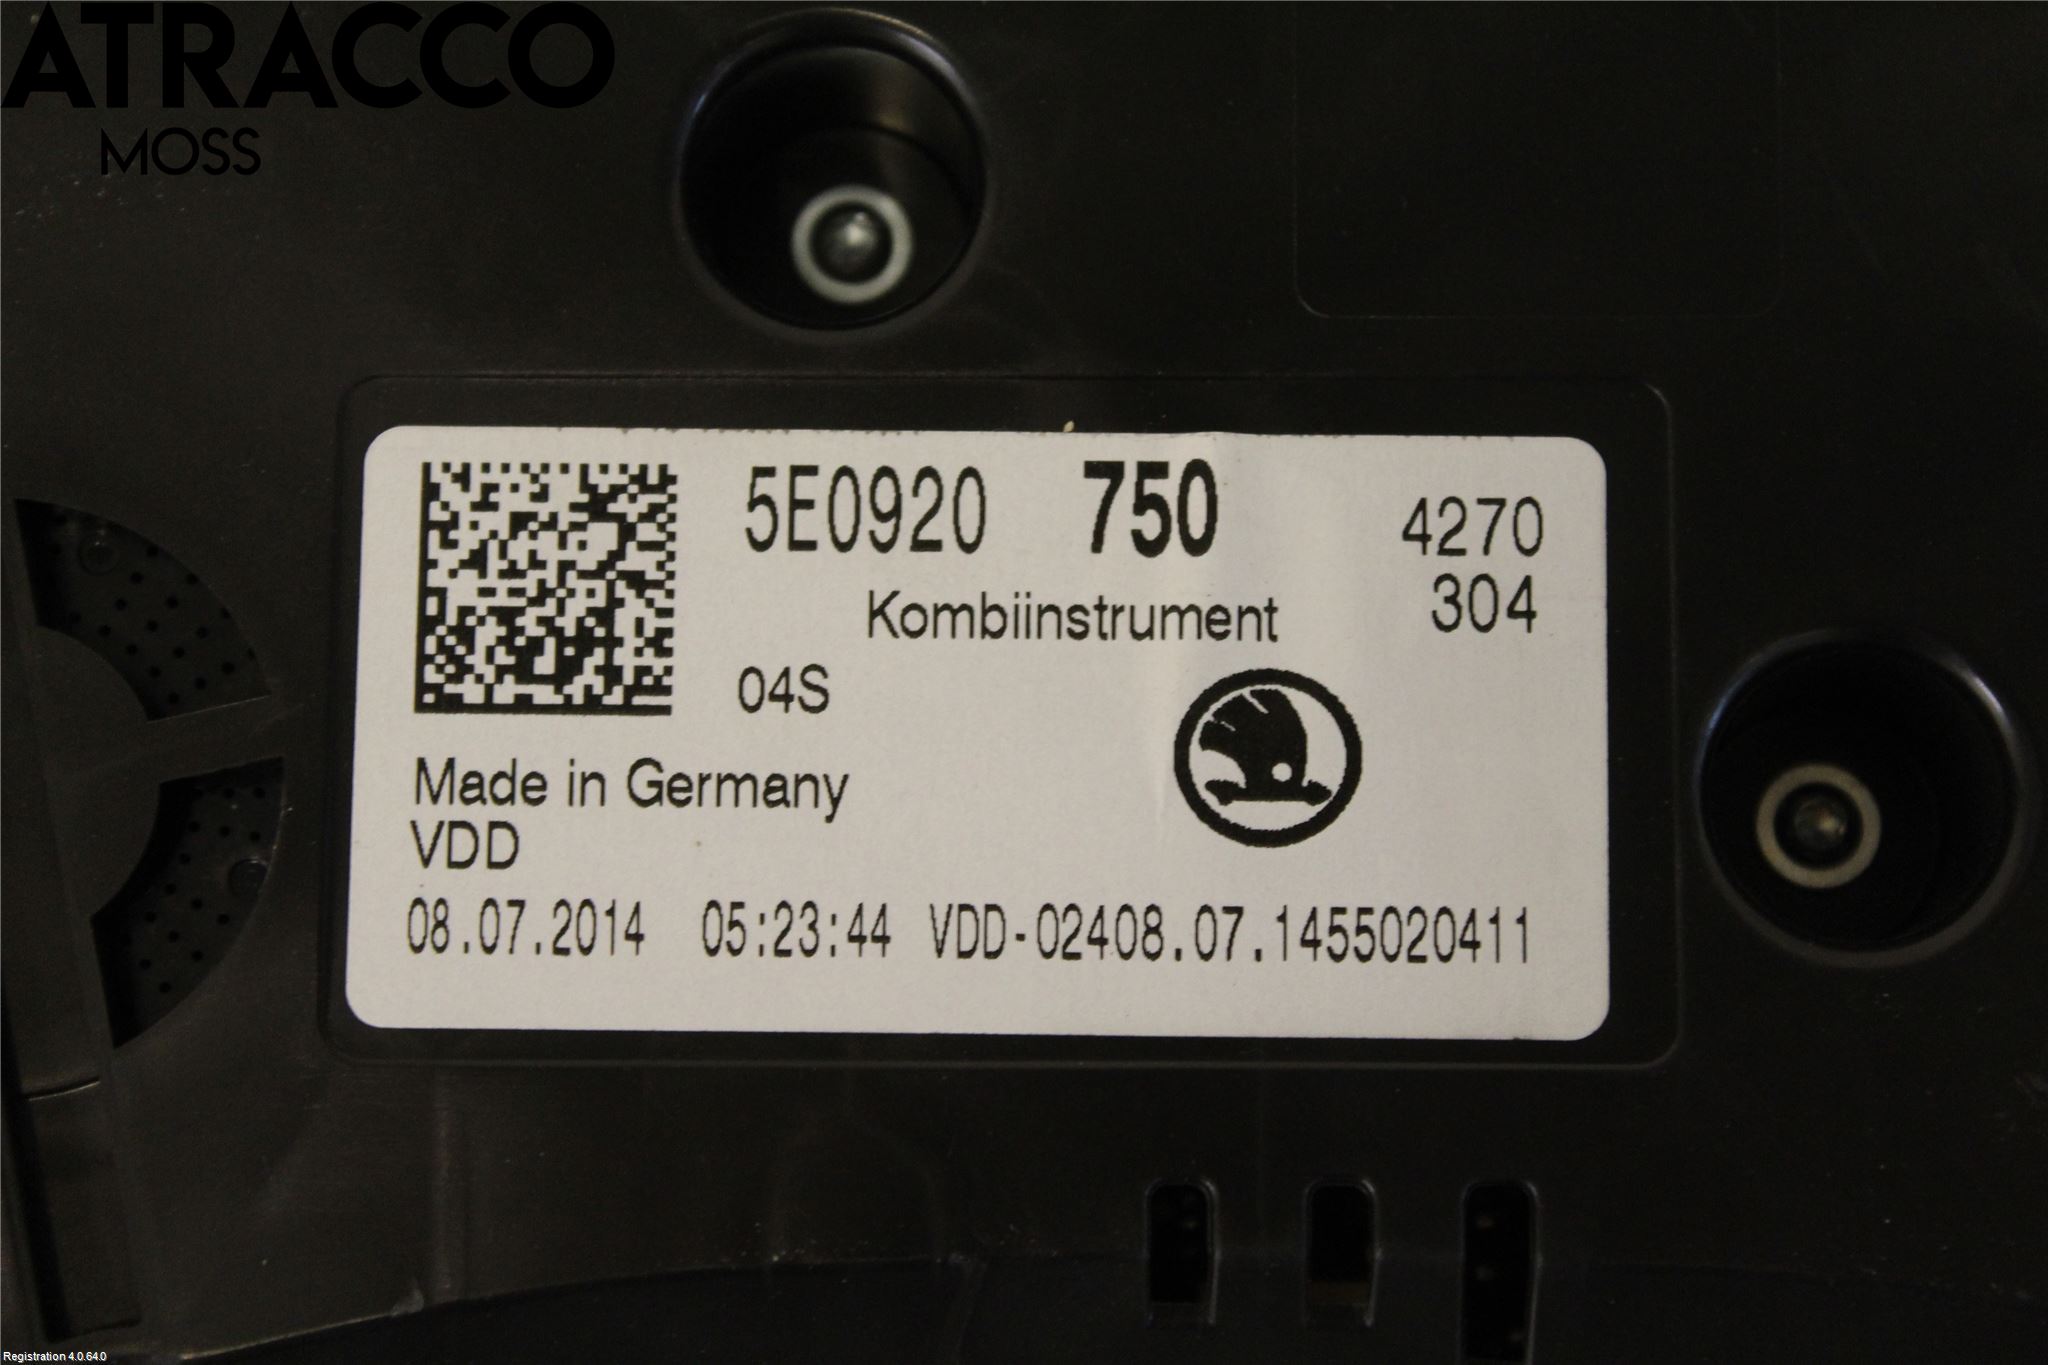 ATRACCO
MOSS
5E0920 750 4270
304
Kombiinstrument
04S
Made in Germany
VDD
08.07.2014 05:23:44 VDD-02408.07.1455020411
Registration 4.0.64.0